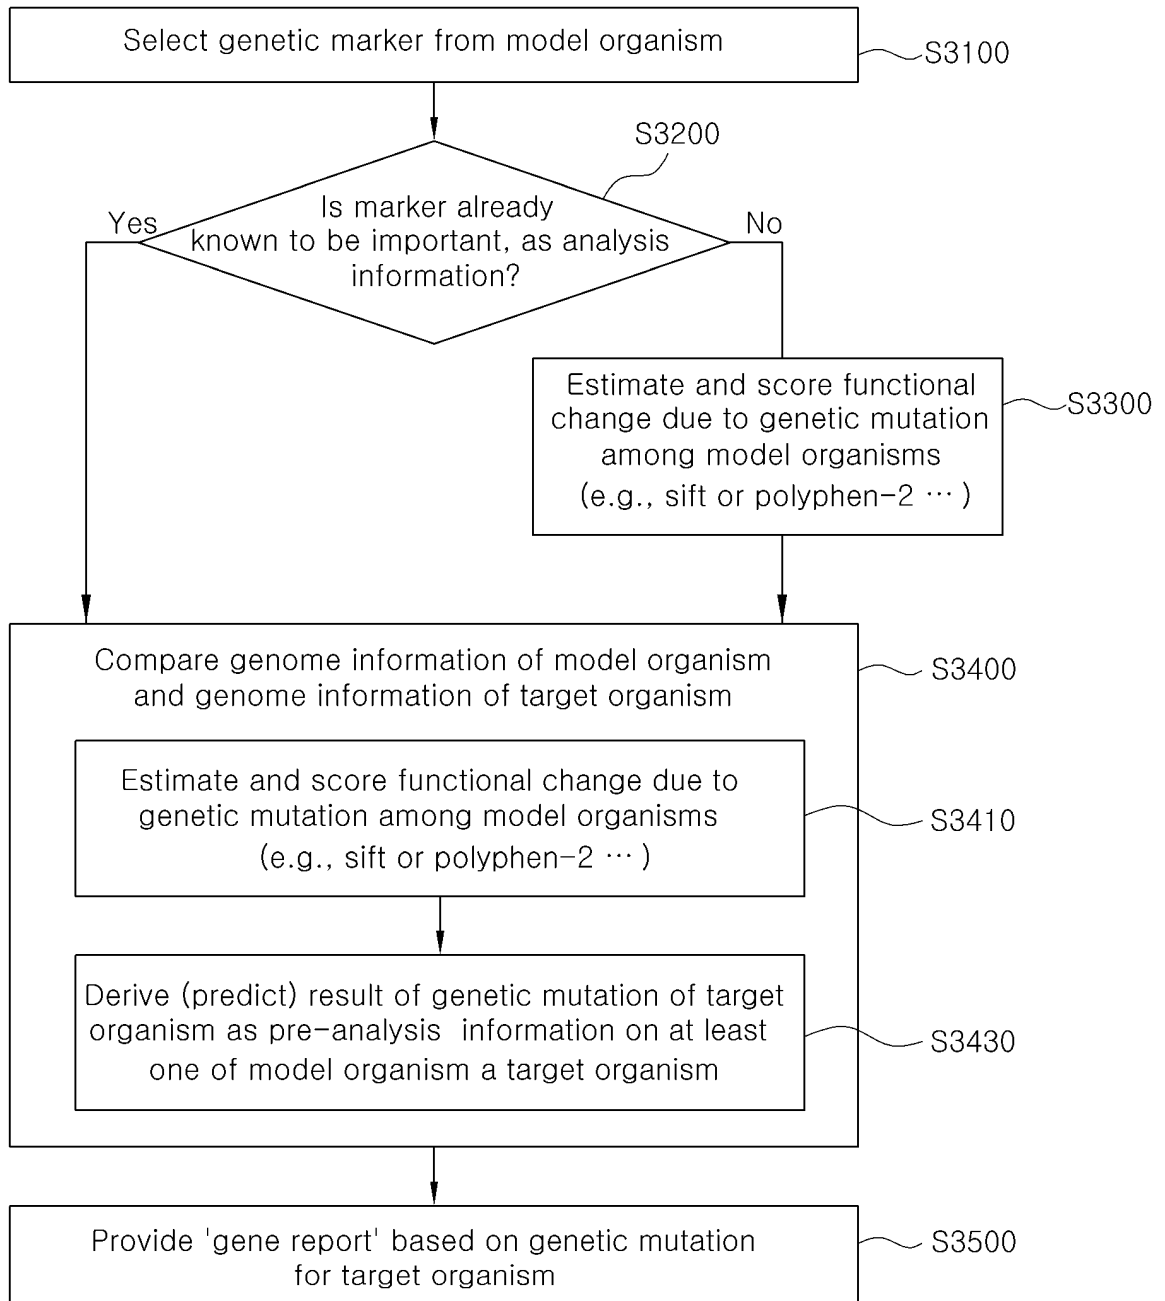 Select genetic marker from model organism
S3100
S3200
Is marker already
known to be important, as analysis
information?
Yes
No
Estimate and score functional
change due to genetic mutation
among model organisms
(e.g., sift or polyphen-2 ⋯ )
S3300
Compare genome information of model organism
and genome information of target organism
S3400
Estimate and score functional change due to
genetic mutation among model organisms
(e.g., sift or polyphen-2 ⋯ )
S3410
Derive (predict) result of genetic mutation of target
organism as pre-analysis information on at least
one of model organism a target organism
S3430
Provide 'gene report' based on genetic mutation
for target organism
S3500